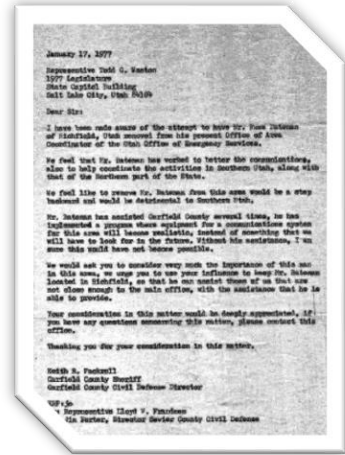 January 17, 1977
Representative Todd G. Weston
1977 Legislature
State Capitol Building
Salt Lake City, Utah
Dear Sir:
I have been made aware of the attempt to have Mr. Ross Bateman
of Richfield, Utah removed from his present Office of Area
Coordinator of the Utah Office of Emergency Services.
We feel that Mr. Bateman has worked to better the communications,
also to help coordinate the activities in Southern Utah, along with
that of the Northern part of the State.
We feel like to remove Mr. Bateman from this area would be a step
backward and would be detrimental to Southern Utah.
Mr. Bateman has assisted Garfield County several times, he has
implemented a program where equipment for a communications system
for this area will become realistic, instead of something that we
will have to look for in the future. Without his assistance, I am
sure this would have not become possible.
We would ask you to consider very much the importance of this man
in this area, we urge you to use your influence to keep Mr. Bateman
located in Richfield, so that he can assist those of us that are
not close enough to the main office, with the assistance that he is
able to provide.
Your consideration in this matter would be deeply appreciated, if
you have any questions concerning this matter, please contact this
office.
Thanking you for your consideration in this matter.
Keith R.
Garfield County Sheriff
Garfield County Civil Defense Director
Representative Lloyd V. Frandsen
Porter, Director Sevier County Civil Defense